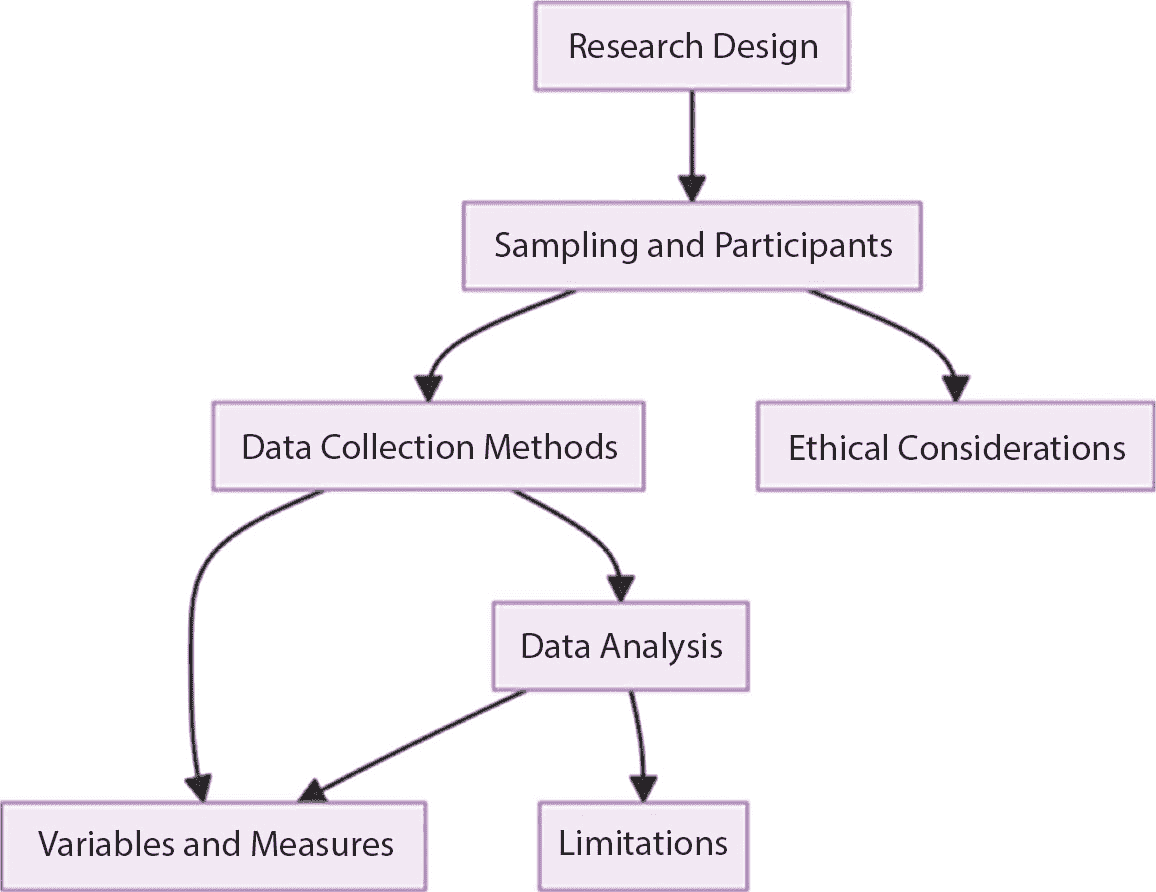 Research Design
Sampling and Participants
Data Collection Methods
Ethical Considerations
Data Analysis
Variables and Measures
Limitations